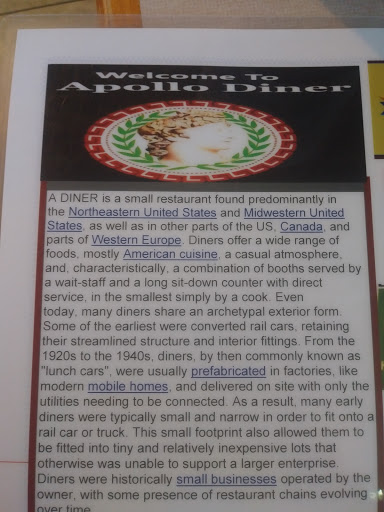 Welcome To
Apollo Diner
A DINER is a small restaurant found predominantly in
the Northeastern United States and Midwestern United
States, as well as in other parts of the US, Canada, and
parts of Western Europe. Diners offer a wide range of
foods, mostly American cuisine, a casual atmosphere,
and, characteristically, a combination of booths served by
a wait-staff and a long sit-down counter with direct
service, in the smallest simply by a cook. Even
today, many diners share an archetypal exterior form.
Some of the earliest were converted rail cars, retaining
their streamlined structure and interior fittings. From the
1920s to the 1940s, diners, by then commonly known as
"lunch cars", were usually prefabricated in factories, like
modern mobile homes, and delivered on site with only the
utilities needing to be connected. As a result, many early
diners were typically small and narrow in order to fit onto a
rail car or truck. This small footprint also allowed them to
be fitted into tiny and relatively inexpensive lots that
otherwise was unable to support a larger enterprise.
Diners were historically small businesses operated by the
owner, with some presence of restaurant chains evolving
over time